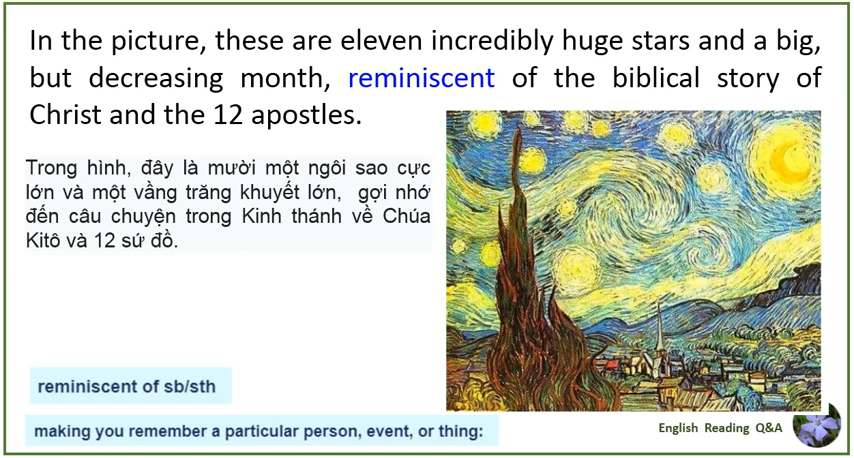 In the picture, these are eleven incredibly huge stars and a big,
but decreasing month, reminiscent of the biblical story of
Christ and the 12 apostles.
Trong hình, đây là mười một ngôi sao cực
lớn và một vầng trăng khuyết lớn, gợi nhớ
đến câu chuyện trong Kinh thánh về Chúa
Kitô và 12 sứ đồ.
reminiscent of sb/sth
making you remember a particular person, event, or thing:
English Reading Q&A